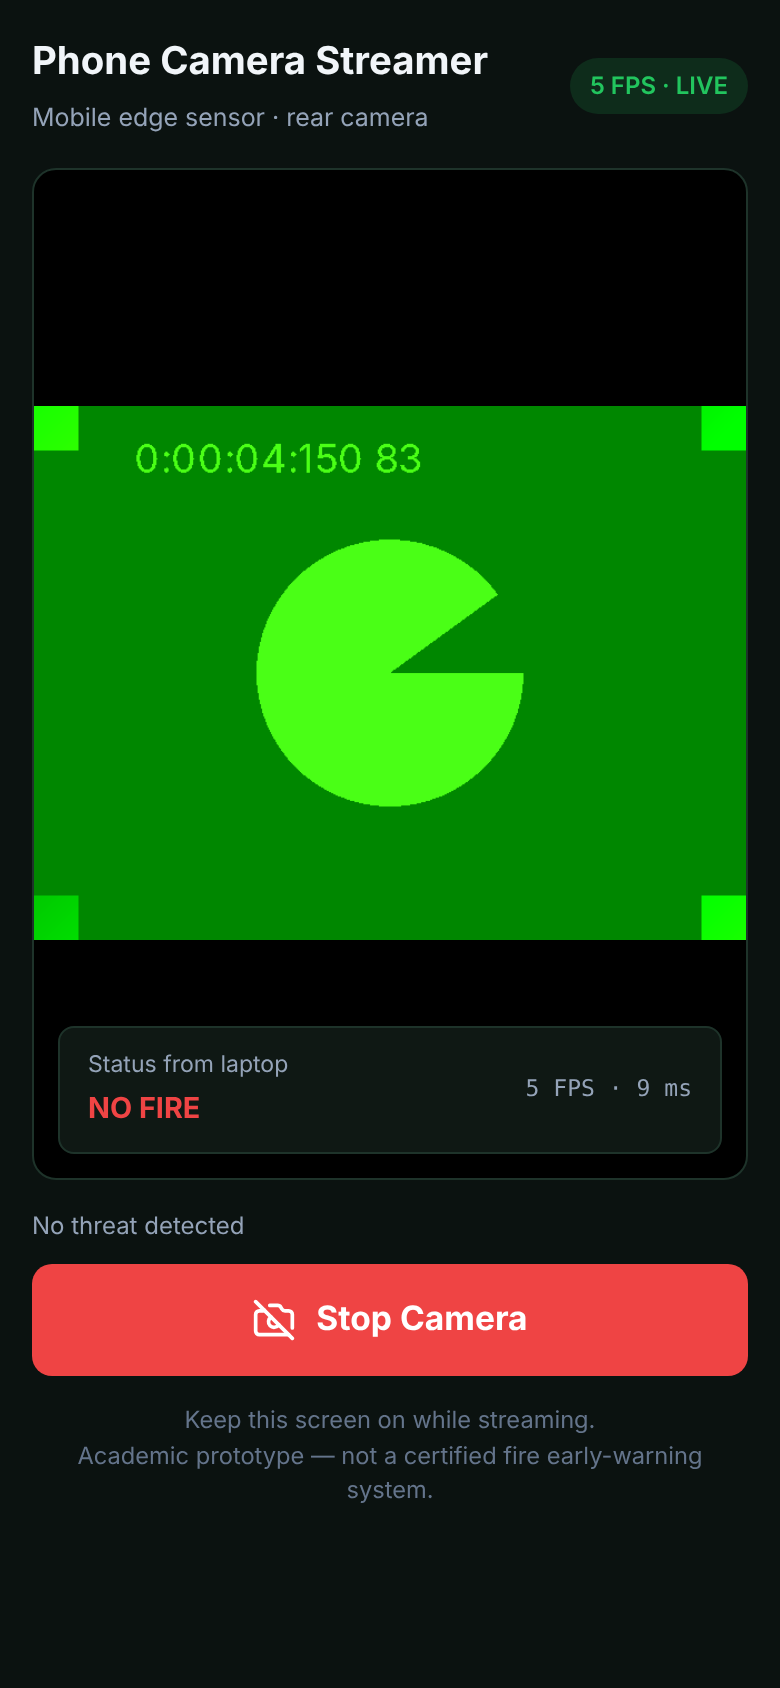 Phone Camera Streamer
5 FPS · LIVE
Mobile edge sensor · rear camera
0:00:04:150 83
Status from laptop
NO FIRE
5 FPS · 9 ms
No threat detected
Stop Camera
Keep this screen on while streaming.
Academic prototype — not a certified fire early-warning
system.